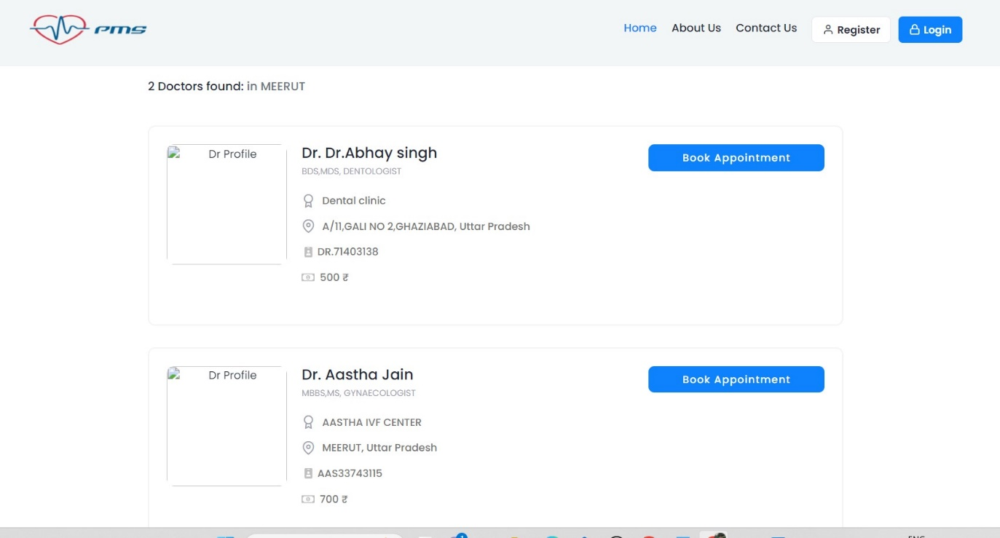 PMS
Home About Us Contact Us Register Login
2 Doctors found: in MEERUT
Dr Profile
Dr. Dr.Abhay singh
Book Appointment
BDS,MDS, DENTOLOGIST
Dental clinic
A/11,GALI NO 2,GHAZIABAD, Uttar Pradesh
DR.71403138
500 ₹
Dr Profile
Dr. Aastha Jain
Book Appointment
MBBS,MS, GYNAECOLOGIST
AASTHA IVF CENTER
MEERUT, Uttar Pradesh
AAS33743115
700 ₹
1
ENG